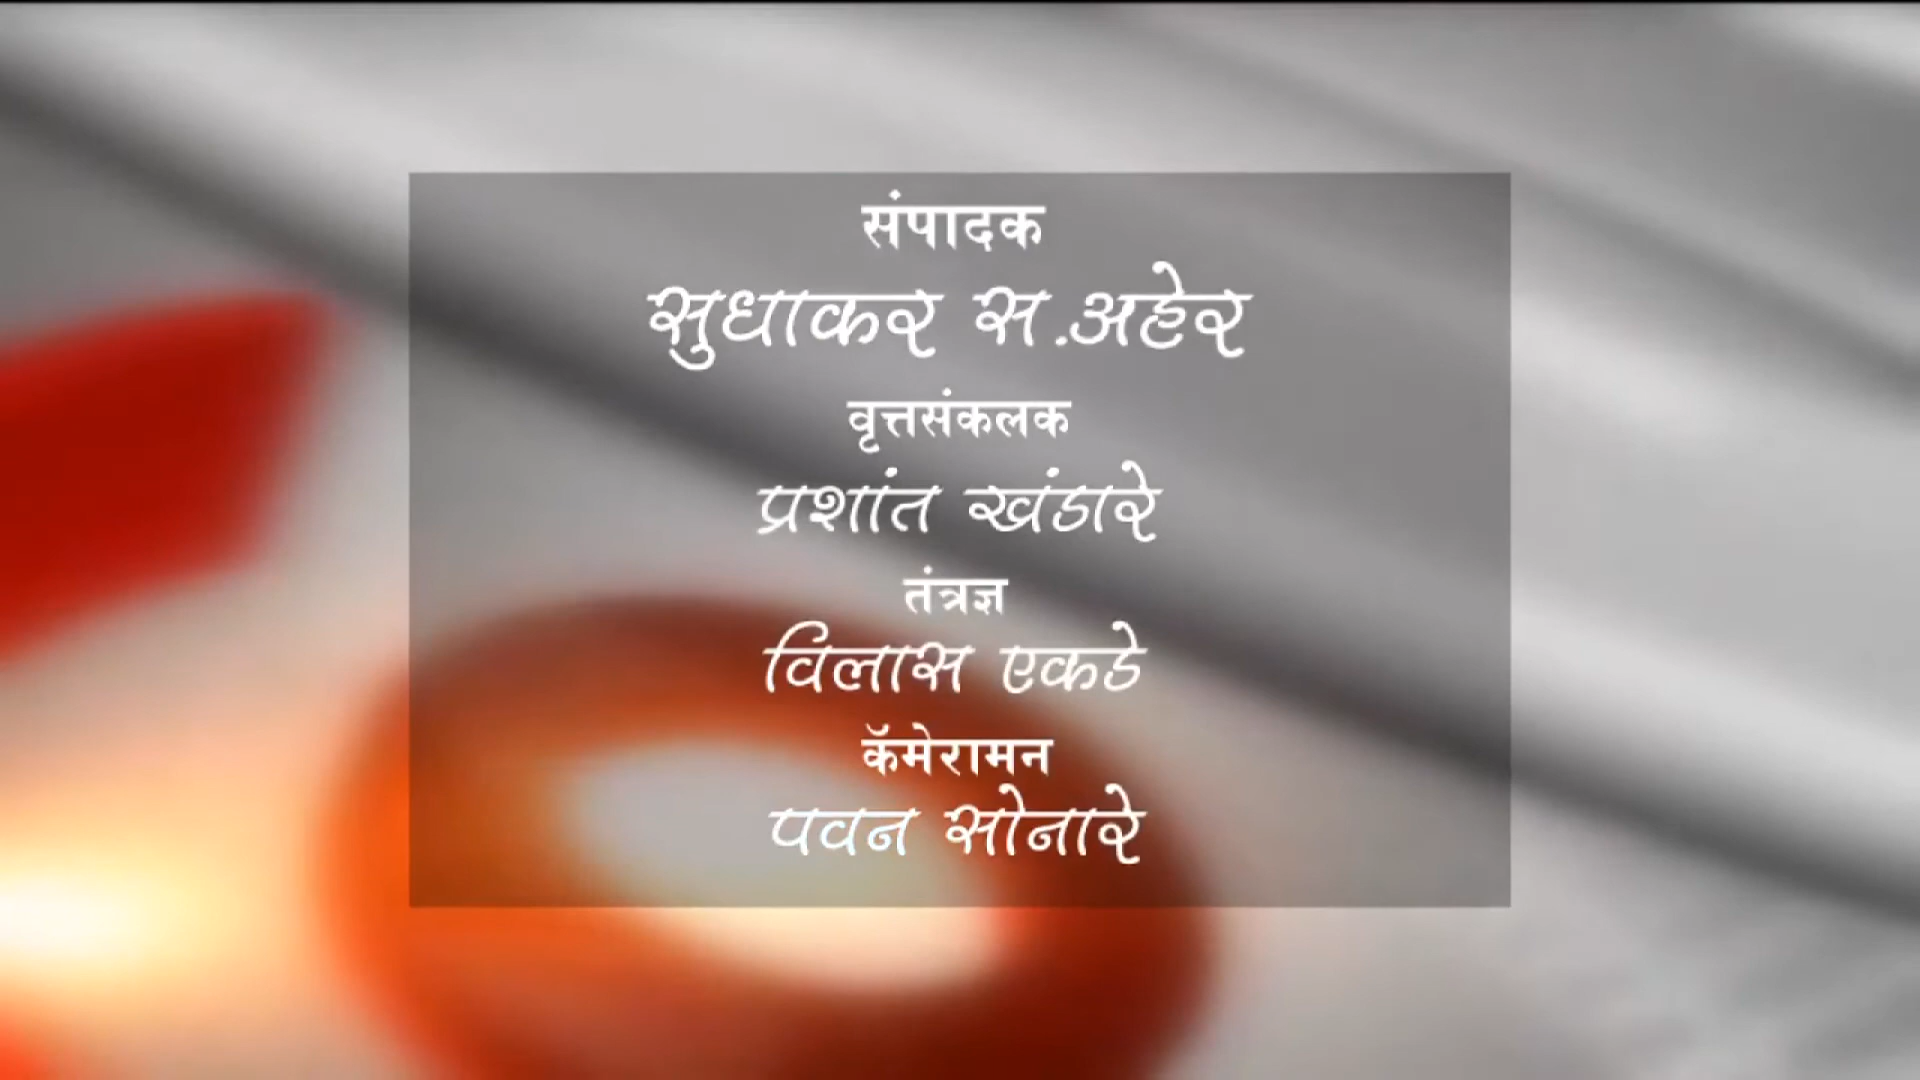 संपादक
सुधाकर स.अहेर
वृत्तसंकलक
प्रशांत खंडारे
तंत्रज्ञ
विलास एकडे
कॅमेरामन
पवन सोनारे